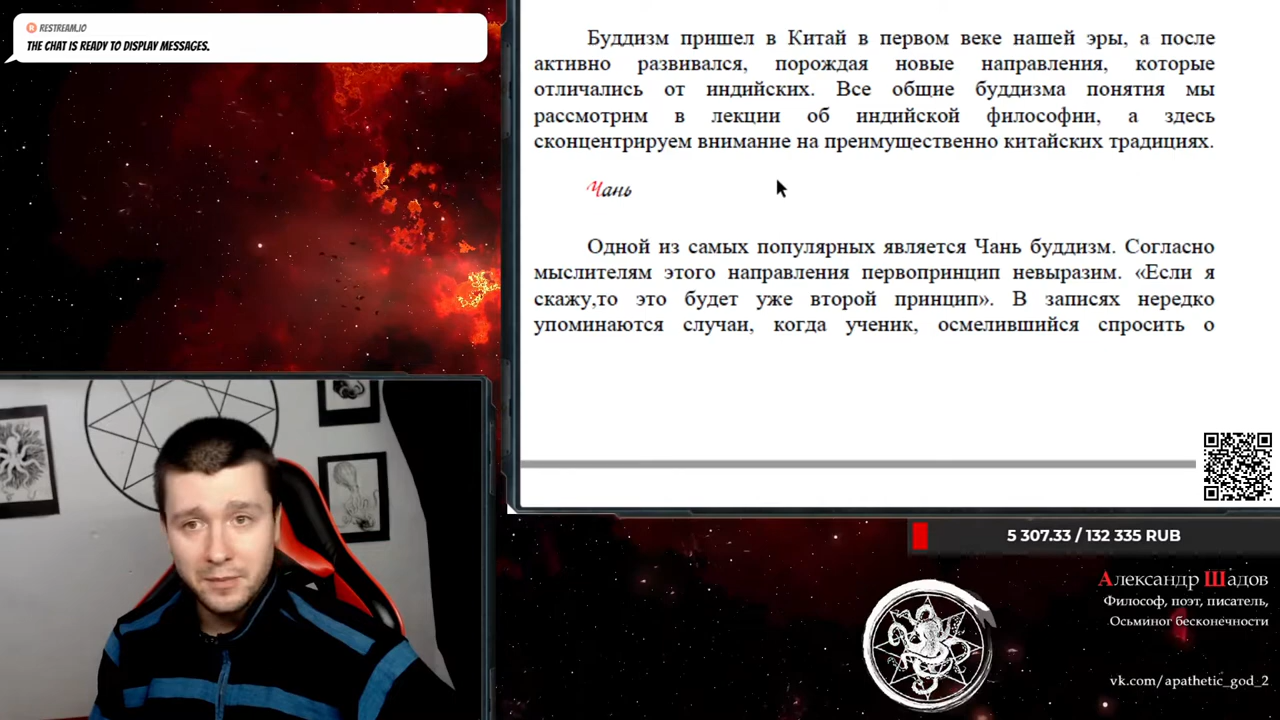 RESTREAM.IO
THE CHAT IS READY TO DISPLAY MESSAGES.
Буддизм пришел в Китай в первом веке нашей эры, а после
активно развивался, порождая новые направления, которые
отличались от индийских. Все общие буддизма понятия мы
рассмотрим в лекции об индийской философии, а здесь
сконцентрируем внимание на преимущественно китайских традициях.
Чань
Одной из самых популярных является Чань буддизм. Согласно
мыслителям этого направления первопринцип невыразим. «Если я
скажу,то это будет уже второй принцип». В записях нередко
упоминаются случаи, когда ученик, осмелившийся спросить о
5 307.33 / 132 335 RUB
Александр Шадов
Философ, поэт, писатель,
Осьминог бесконечности
vk.com/apathetic_god_2